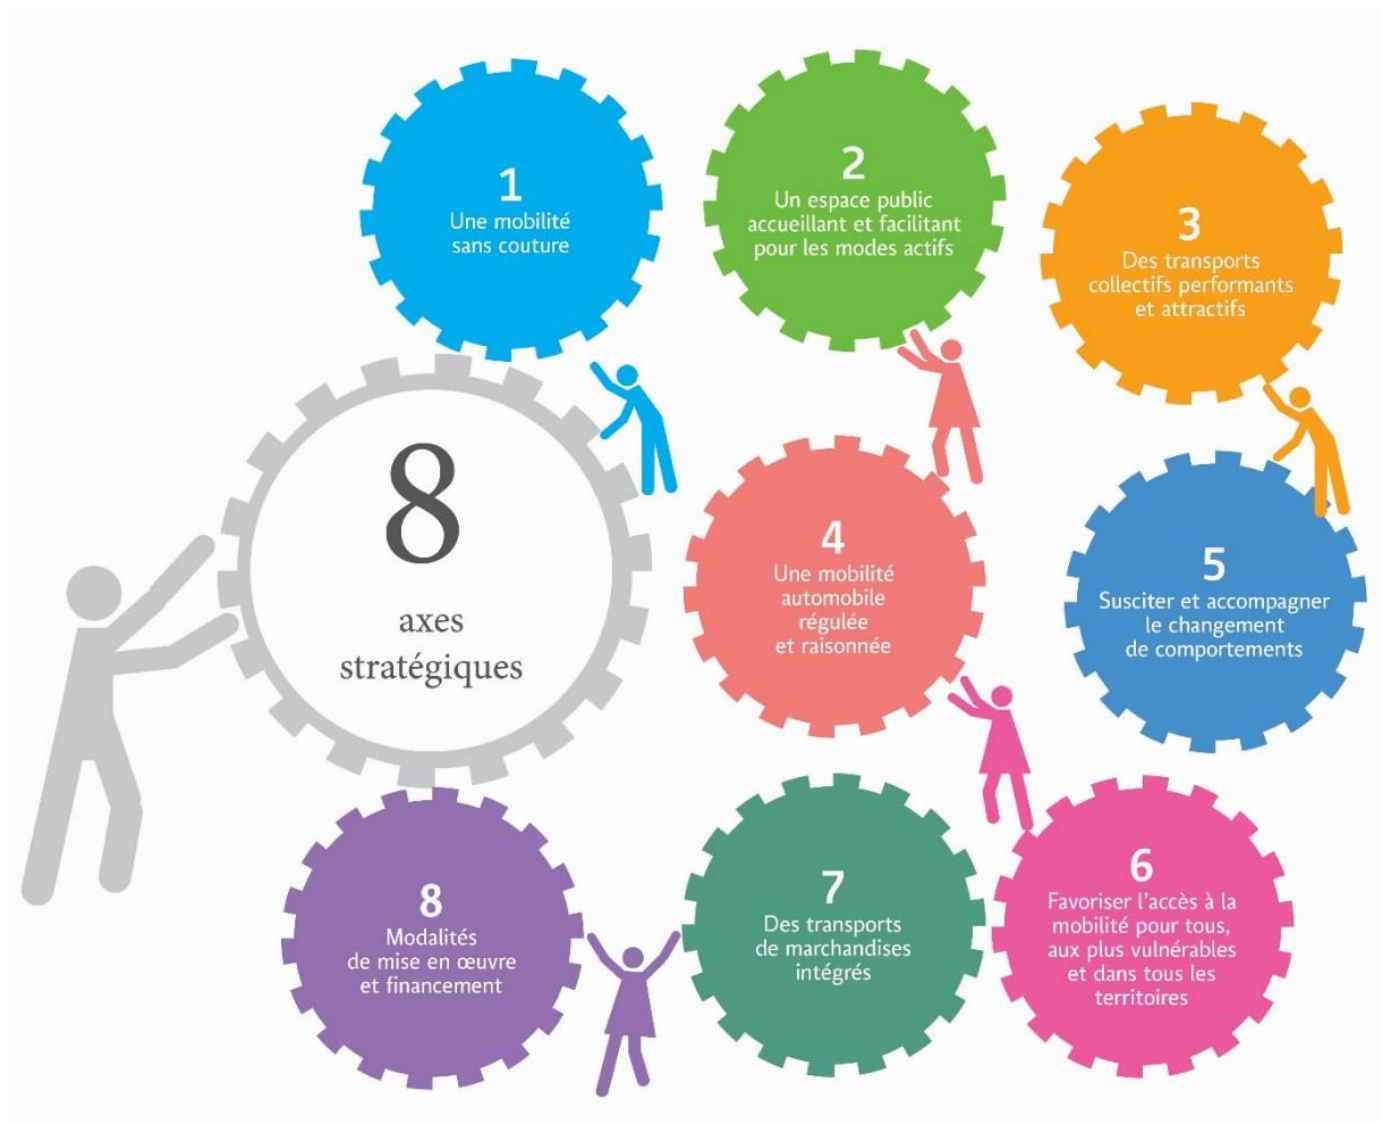 1
Une mobilité
sans couture
2
Un espace public
accueillant et facilitant
pour les modes actifs
3
Des transports
collectifs performants
et attractifs
8
axes
stratégiques
4
Une mobilité
automobile
régulée
et raisonnée
5
Susciter et accompagner
le changement
de comportements
6
Favoriser l'accès à la
mobilité pour tous,
aux plus vulnérables
et dans tous les
territoires
7
Des transports
de marchandises
intégrés
8
Modalités
de mise en œuvre
et financement